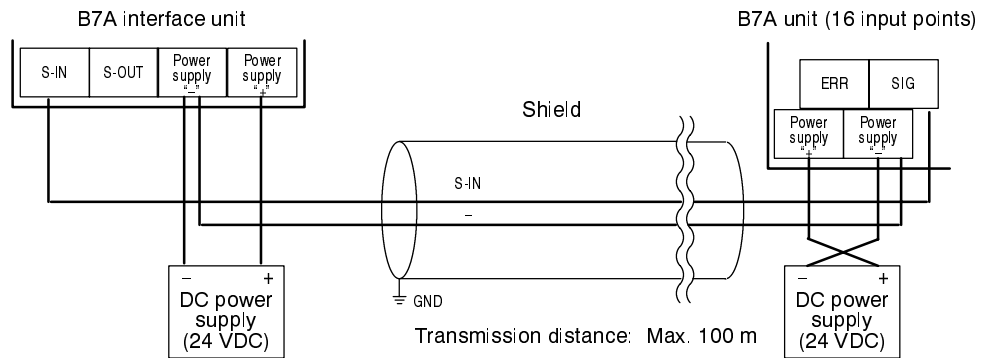 B7A interface unit
B7A unit (16 input points)
S-IN
S-OUT
Power
supply
"–"
Power
supply
"+"
ERR
SIG
Power
supply
"+"
Power
supply
"–"
Shield
S-IN
–
GND
– +
DC power
supply
(24 VDC)
– +
DC power
supply
(24 VDC)
Transmission distance: Max. 100 m